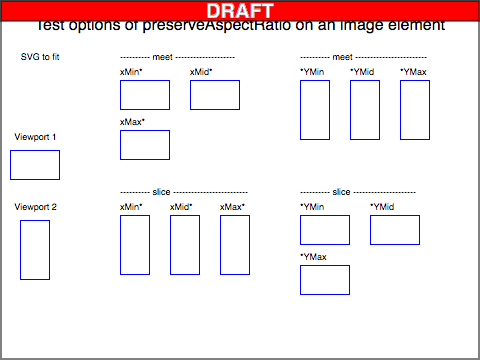 DRAFT
Test options of preserveAspectRatio on an image element
SVG to fit
---------- meet --------------------
---------- meet ------------------------
xMin*
xMid*
*YMin
*YMid
*YMax
xMax*
Viewport 1
---------- slice -------------------------
---------- slice ---------------------
Viewport 2
xMin*
xMid*
xMax*
*YMin
*YMid
*YMax